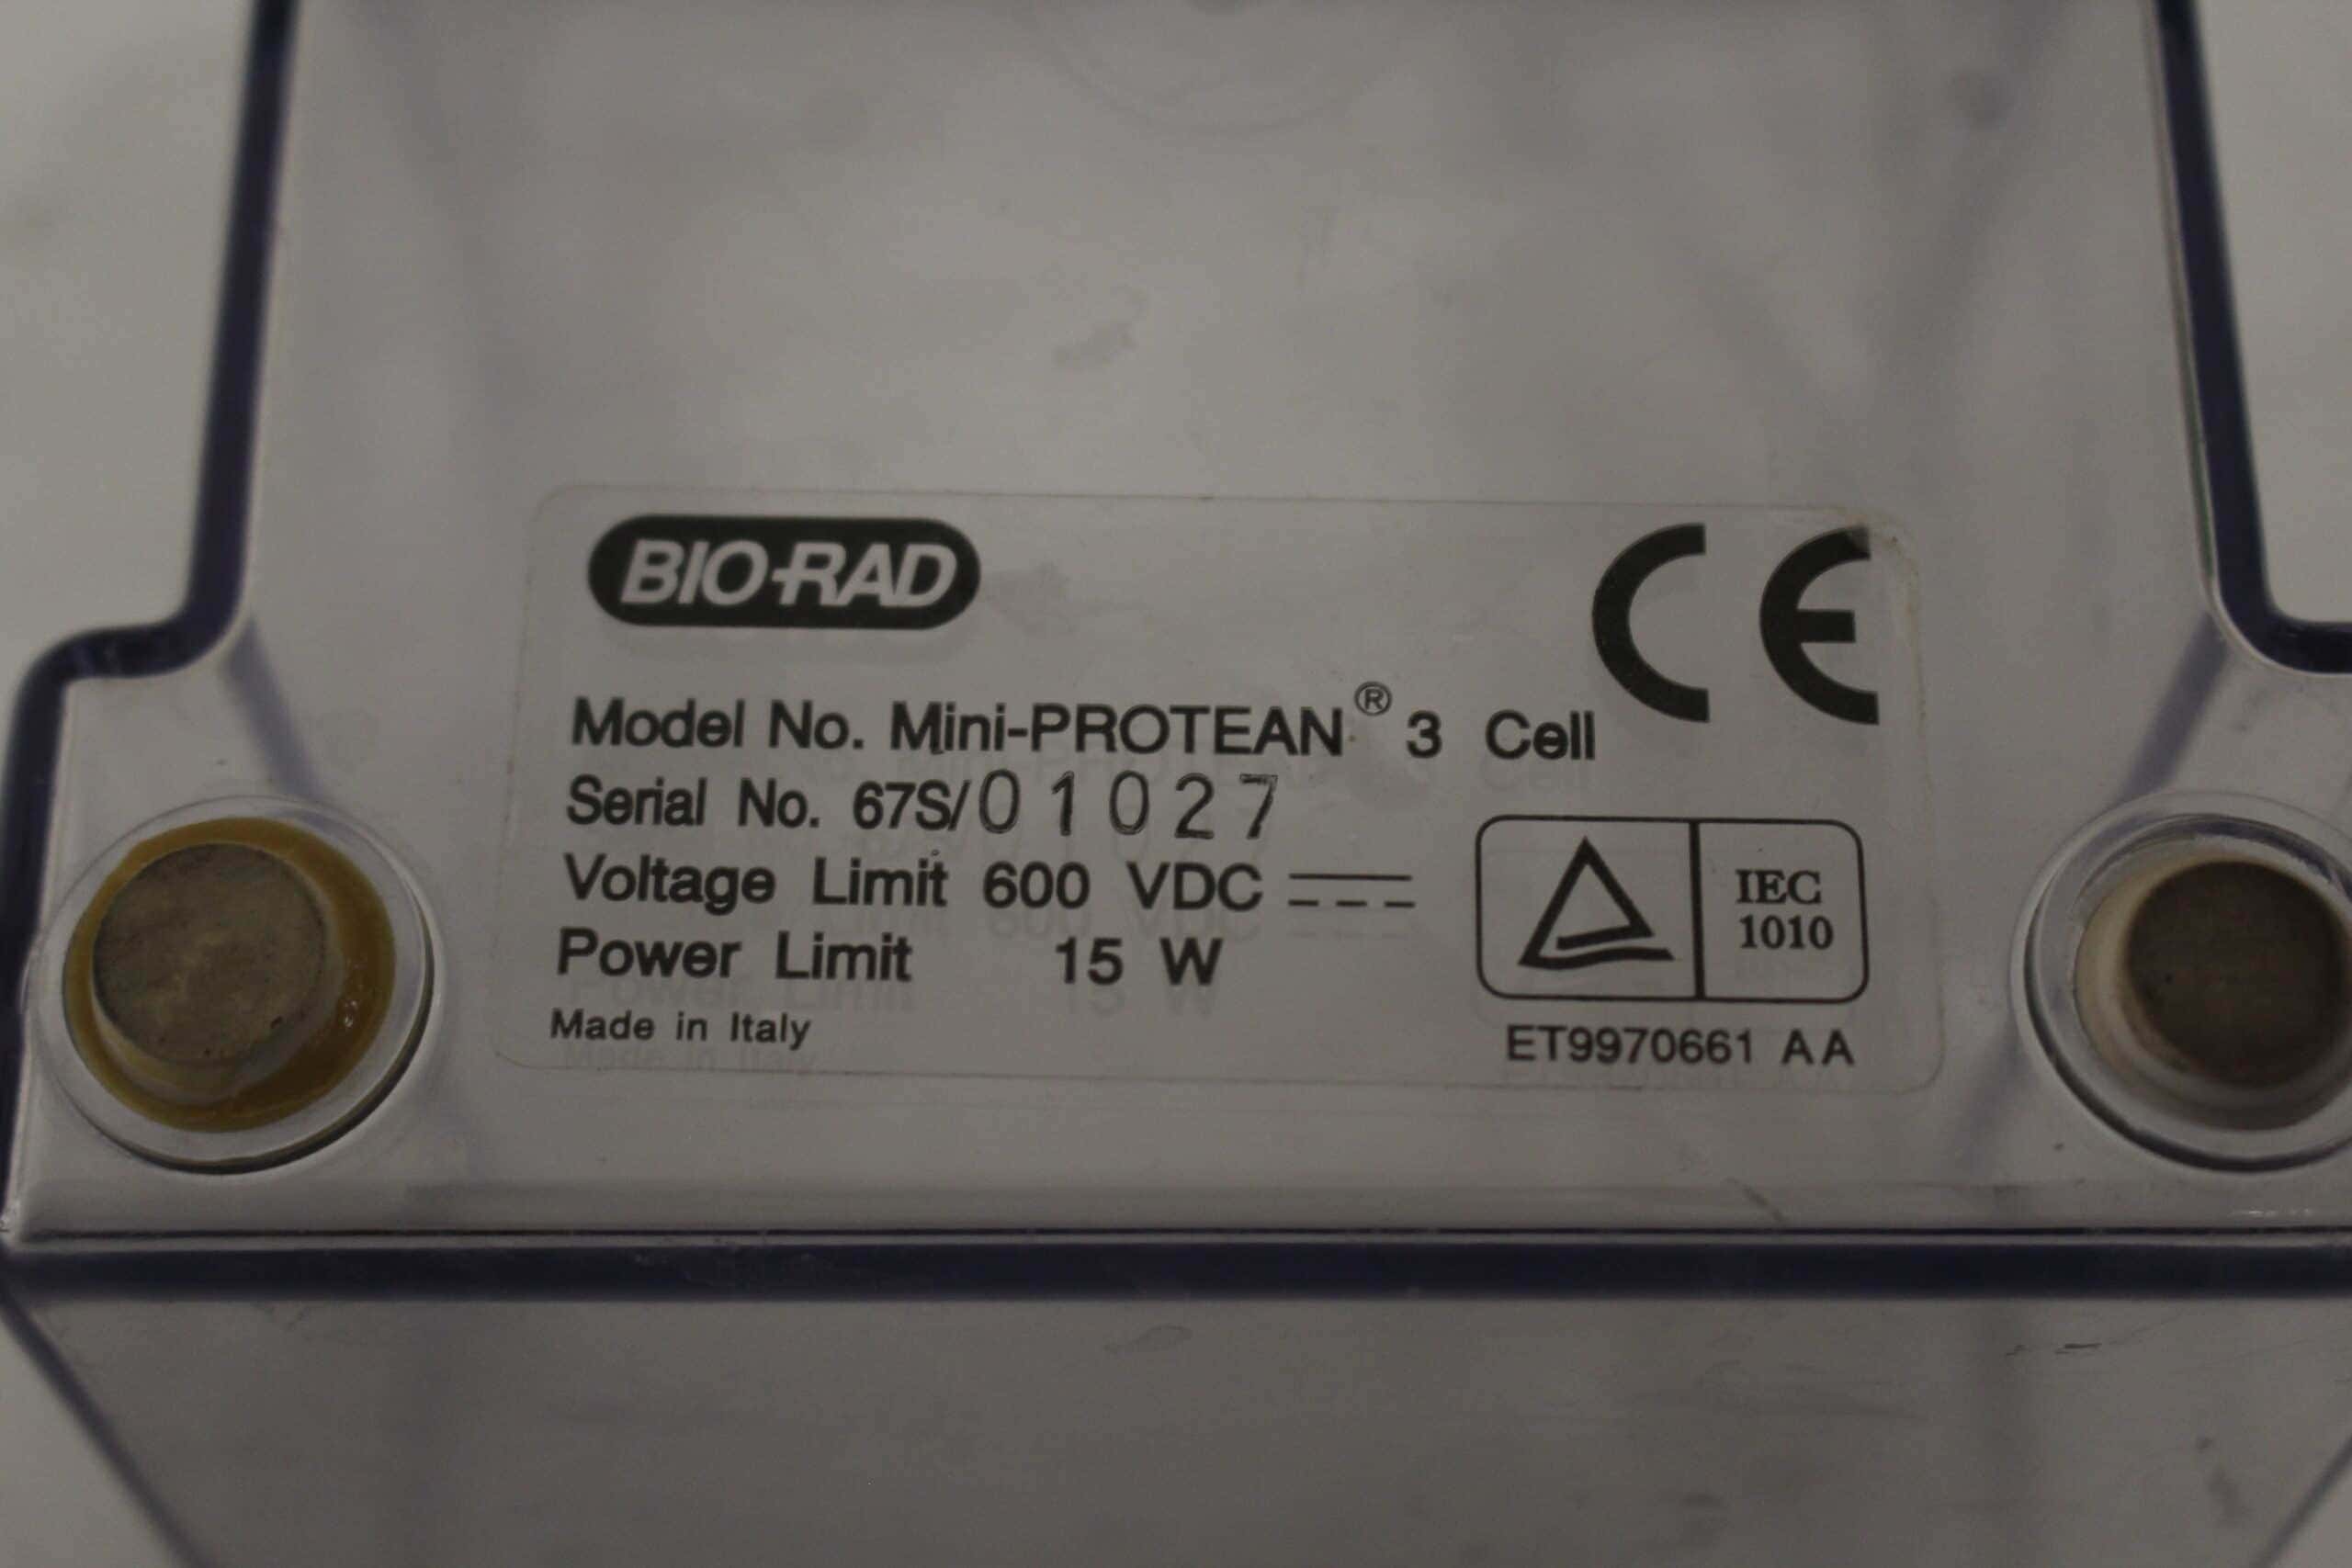 BIO-RAD
CE
Model No. Mini-PROTEAN® 3 Cell
Serial No. 67S/01027
Voltage Limit 600 VDC
Power Limit 15 W
Made in Italy
IEC
1010
ET9970661 AA